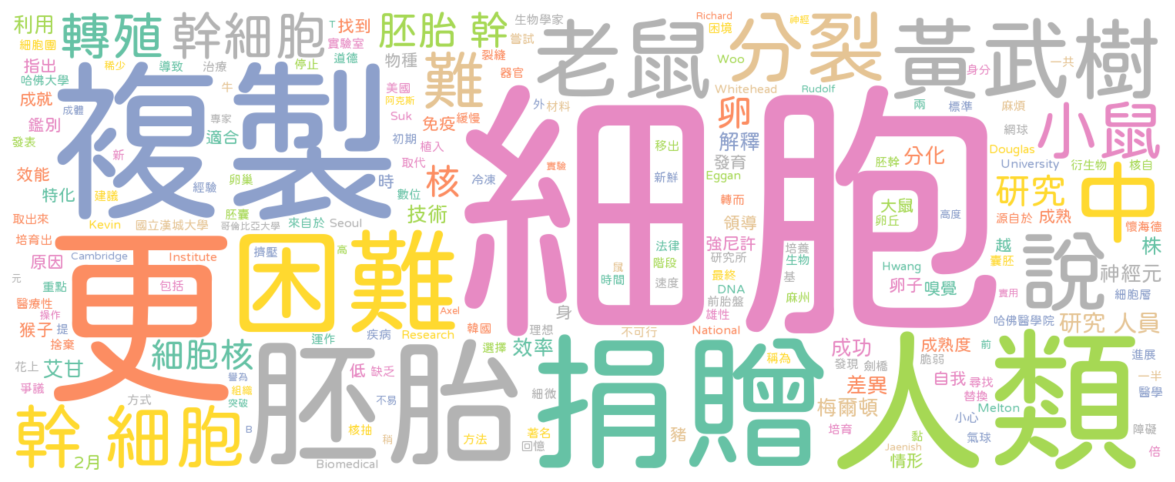 利用
轉殖
幹細胞
T
找到
胚胎 幹
生物學家
Richard
神經
細胞團
實驗室
嘗試
困境
老鼠
分裂
黃武樹
指出
稀少
導致
治療
停止
道德
物種
裂縫
Woo
身分
一共
哈佛大學
牛
美國
難
器官
Whitehead
Rudolf
成就
成體
複製
阿克斯
外
材料
卵
兩
標準
麻煩
小鼠
鑑別
專家
適合
Suk
免疫
緩慢
細胞
解釋
網球
發表
新
初期
植入
移出
Douglas
效能
經驗
卵巢
時
取代
核
冷凍
新鮮
發育
Eggan
胚幹
分化
University
衍生物
核自
特化
建議
數位
轉而
大鼠
研究
中
取出來
Kevin
國立漢城大學
胚囊
哥倫比亞大學
來自於
Seoul
技術
領導
卵丘
高度
源自於
成熟
懷海德
培育出
更
困難
擠壓
高
法律
強尼許
培養
越
株
原因
Cambridge
Institute
研究所
生物
囊胚
說
元
重點
包括
鼠
階段
最終
基
Hwang
嗅覺
神經元
醫療性
時間
速度
DNA
麻州
卵子
實用
細胞層
操作
Axel
身
前胎盤
雄性
猴子
提
運作
疾病
Research
韓國
理想
不可行
National
哈佛醫學院
研究 人員
捨棄
細胞核
選擇
效率
捐贈
稱為
成功
成熟度
前
進展
花上
艾甘
譽為
胚胎
低
缺乏
發現
劍橋
脆弱
人類
一半
爭議
組織
突破
不易
細微
差異
自我
尋找
替換
醫學
方式
梅爾頓
Melton
幹 細胞
B
核抽
稍
方法
著名
回憶
豬
培育
小心
氣球
障礙
2月
Biomedical
黏
Jaenish
情形
倍
實驗